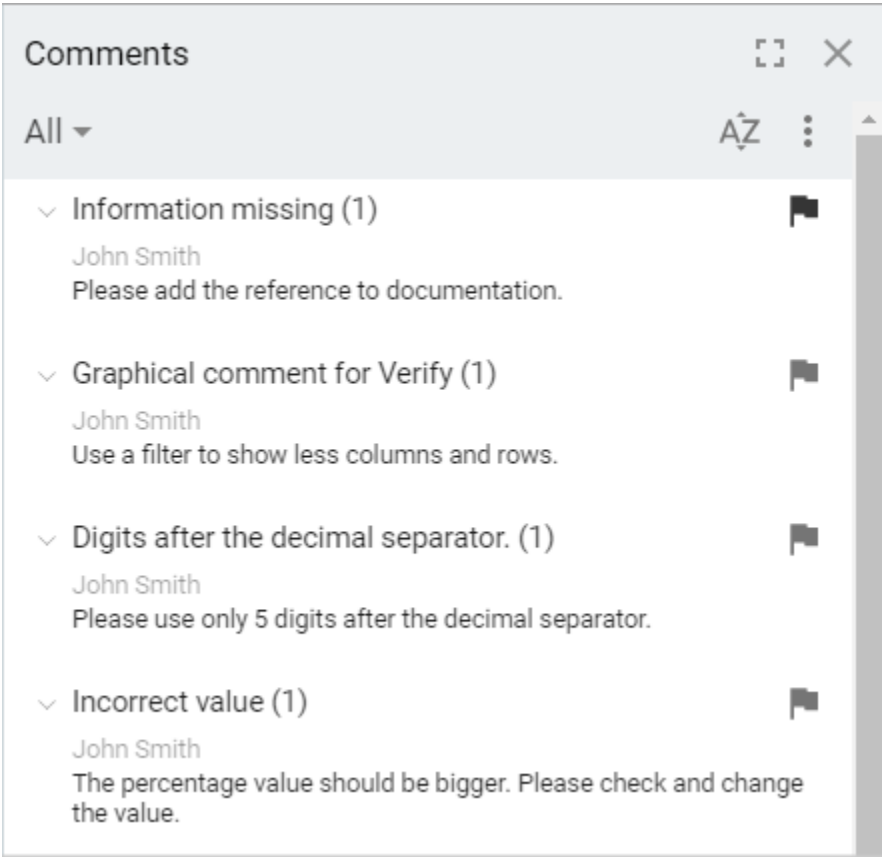 Comments
All
AZ
Information missing (1)
John Smith
Please add the reference to documentation.
Graphical comment for Verify (1)
John Smith
Use a filter to show less columns and rows.
Digits after the decimal separator. (1)
John Smith
Please use only 5 digits after the decimal separator.
Incorrect value (1)
John Smith
The percentage value should be bigger. Please check and change
the value.